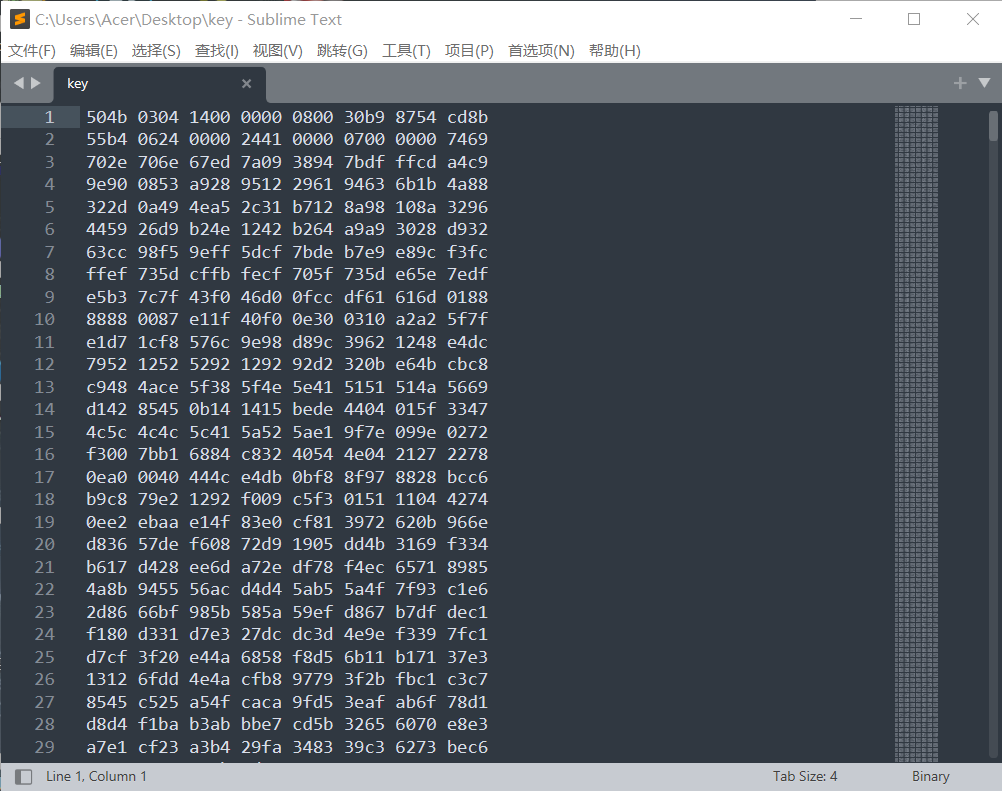 C:\Users\Acer\Desktop\key - Sublime Text
文件(F) 编辑(E) 选择(S) 查找(I) 视图(V) 跳转(G) 工具(T) 项目(P) 首选项(N) 帮助(H)
key
1 504b 0304 1400 0000 0800 30b9 8754 cd8b
2 55b4 0624 0000 2441 0000 0700 0000 7469
3 702e 706e 67ed 7a09 3894 7bdf ffcd a4c9
4 9e90 0853 a928 9512 2961 9463 6b1b 4a88
5 322d 0a49 4ea5 2c31 b712 8a98 108a 3296
6 4459 26d9 b24e 1242 b264 a9a9 3028 d932
7 63cc 98f5 9eff 5dcf 7bde b7e9 e89c f3fc
8 ffef 735d cffb fecf 705f 735d e65e 7edf
9 e5b3 7c7f 43f0 46d0 0fcc df61 616d 0188
10 8888 0087 e11f 40f0 0e30 0310 a2a2 5f7f
11 e1d7 1cf8 576c 9e98 d89c 3962 1248 e4dc
12 7952 1252 5292 1292 92d2 320b e64b cbc8
13 c948 4ace 5f38 5f4e 5e41 5151 514a 5669
14 d142 8545 0b14 1415 bede 4404 015f 3347
15 4c5c 4c4c 5c41 5a52 5ae1 9f7e 099e 0272
16 f300 7bb1 6884 c832 4054 4e04 2127 2278
17 0ea0 0040 444c e4db 0bf8 8f97 8828 bcc6
18 b9c8 79e2 1292 f009 c5f3 0151 1104 4274
19 0ee2 ebaa e14f 83e0 cf81 3972 620b 966e
20 d836 57de f608 72d9 1905 dd4b 3169 f334
21 b617 d428 ee6d a72e df78 f4ec 6571 8985
22 4a8b 9455 56ac d4d4 5ab5 5a4f 7f93 c1e6
23 2d86 66bf 985b 585a 59ef d867 b7df dec1
24 f180 d331 d7e3 27dc dc3d 4e9e f339 7fc1
25 d7cf 3f20 e44a 6858 f8d5 6b11 b171 37e3
26 1312 6fdd 4e4a cfb8 9779 3f2b fbc1 c3c7
27 8545 c525 a54f caca 9fd5 3eaf ab6f 78d1
28 d8d4 f1ba b3ab bbe7 cd5b 3265 6070 e8e3
29 a7e1 cf23 a3b4 29fa 3483 39c3 6273 bec6
Line 1, Column 1
Tab Size: 4
Binary